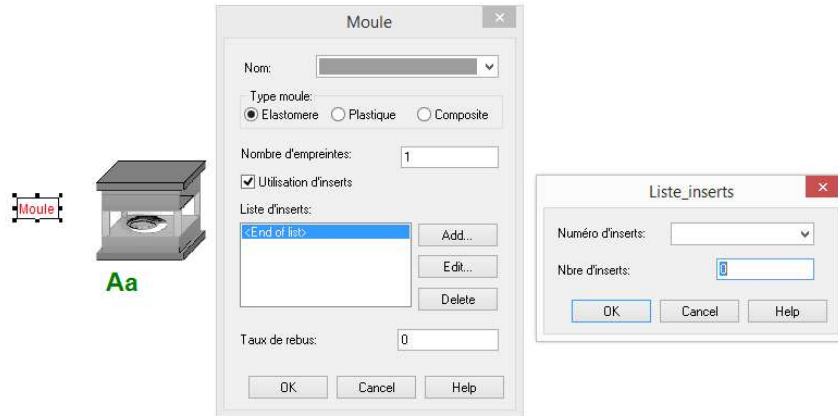 Moule
Aa
Moule
Nom:
Type moule:
Elastomere Plastique Composite
Nombre d'empreintes: 1
Utilisation d'inserts
Liste d'inserts:
<End of list>
Add...
Edit...
Delete
Taux de rebus: 0
OK Cancel Help
Liste_inserts
Numéro d'inserts:
Nbre d'inserts: 0
OK Cancel Help